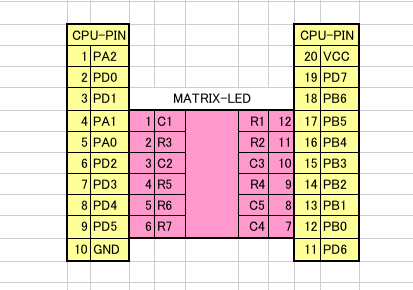 CPU-PIN CPU-PIN
1 PA2 20 VCC
2 PD0 19 PD7
3 PD1 MATRIX-LED 18 PB6
4 PA1 1 C1 R1 12 17 PB5
5 PA0 2 R3 R2 11 16 PB4
6 PD2 3 C2 C3 10 15 PB3
7 PD3 4 R5 R4 9 14 PB2
8 PD4 5 R6 C5 8 13 PB1
9 PD5 6 R7 C4 7 12 PB0
10 GND 11 PD6